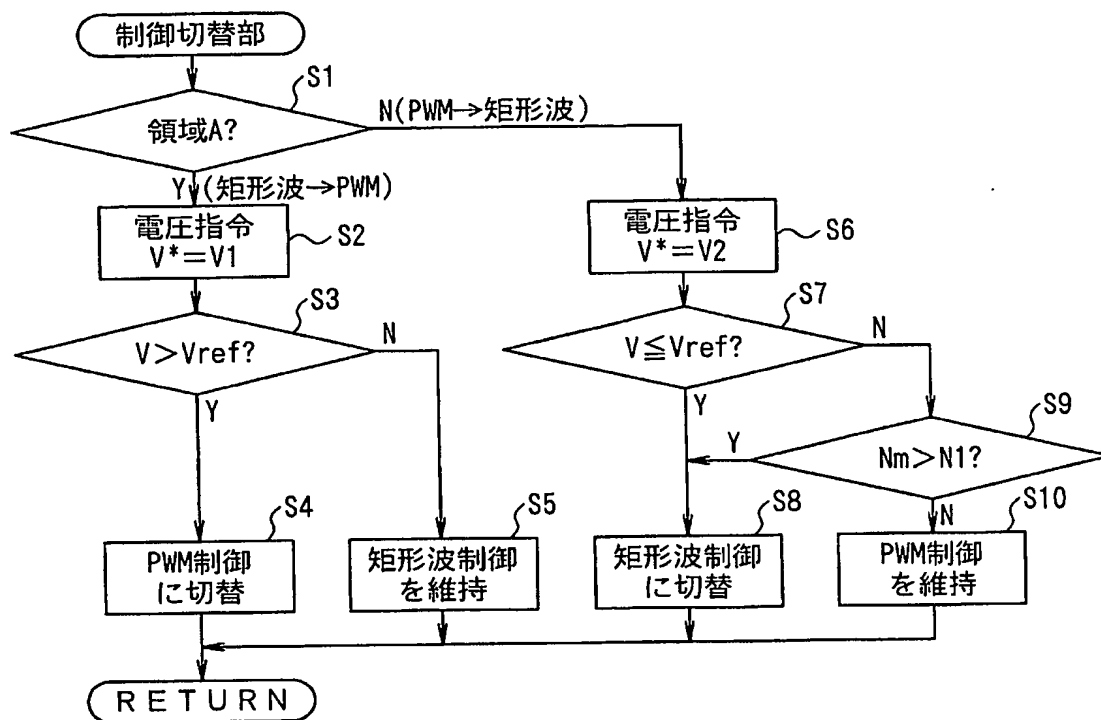 制御切替部
S1
領域A?
N(PWM→矩形波)
Y (矩形波→PWM)
電圧指令
V*=V1
S2
電圧指令
V*=V2
S6
S3
V>Vref?
N
Y
S7
V≦Vref?
N
Y
S9
Nm>N1?
Y
N
S4
PWM制御
に切替
S5
矩形波制御
を維持
S8
矩形波制御
に切替
S10
PWM制御
を維持
RETURN